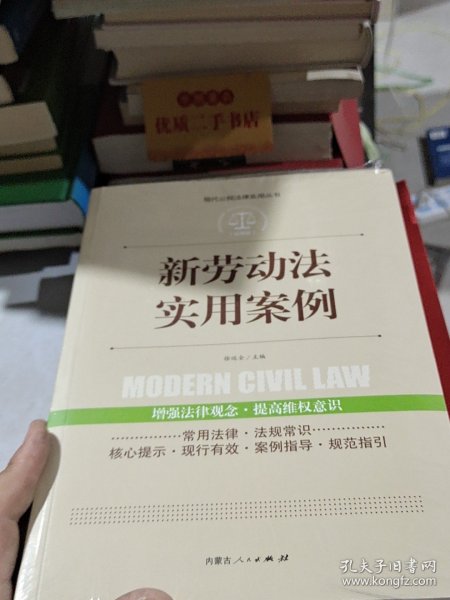 优质二手书店
现代公民法律实用丛书
新劳动法
实用案例
主编
MODERN CIVIL LAW
增强法律观念·提高维权意识
常用法律·法规常识
核心提示·现行有效·案例指导·规范指引
内蒙古人民出版社
孔夫子旧书网
www.kongfz.com